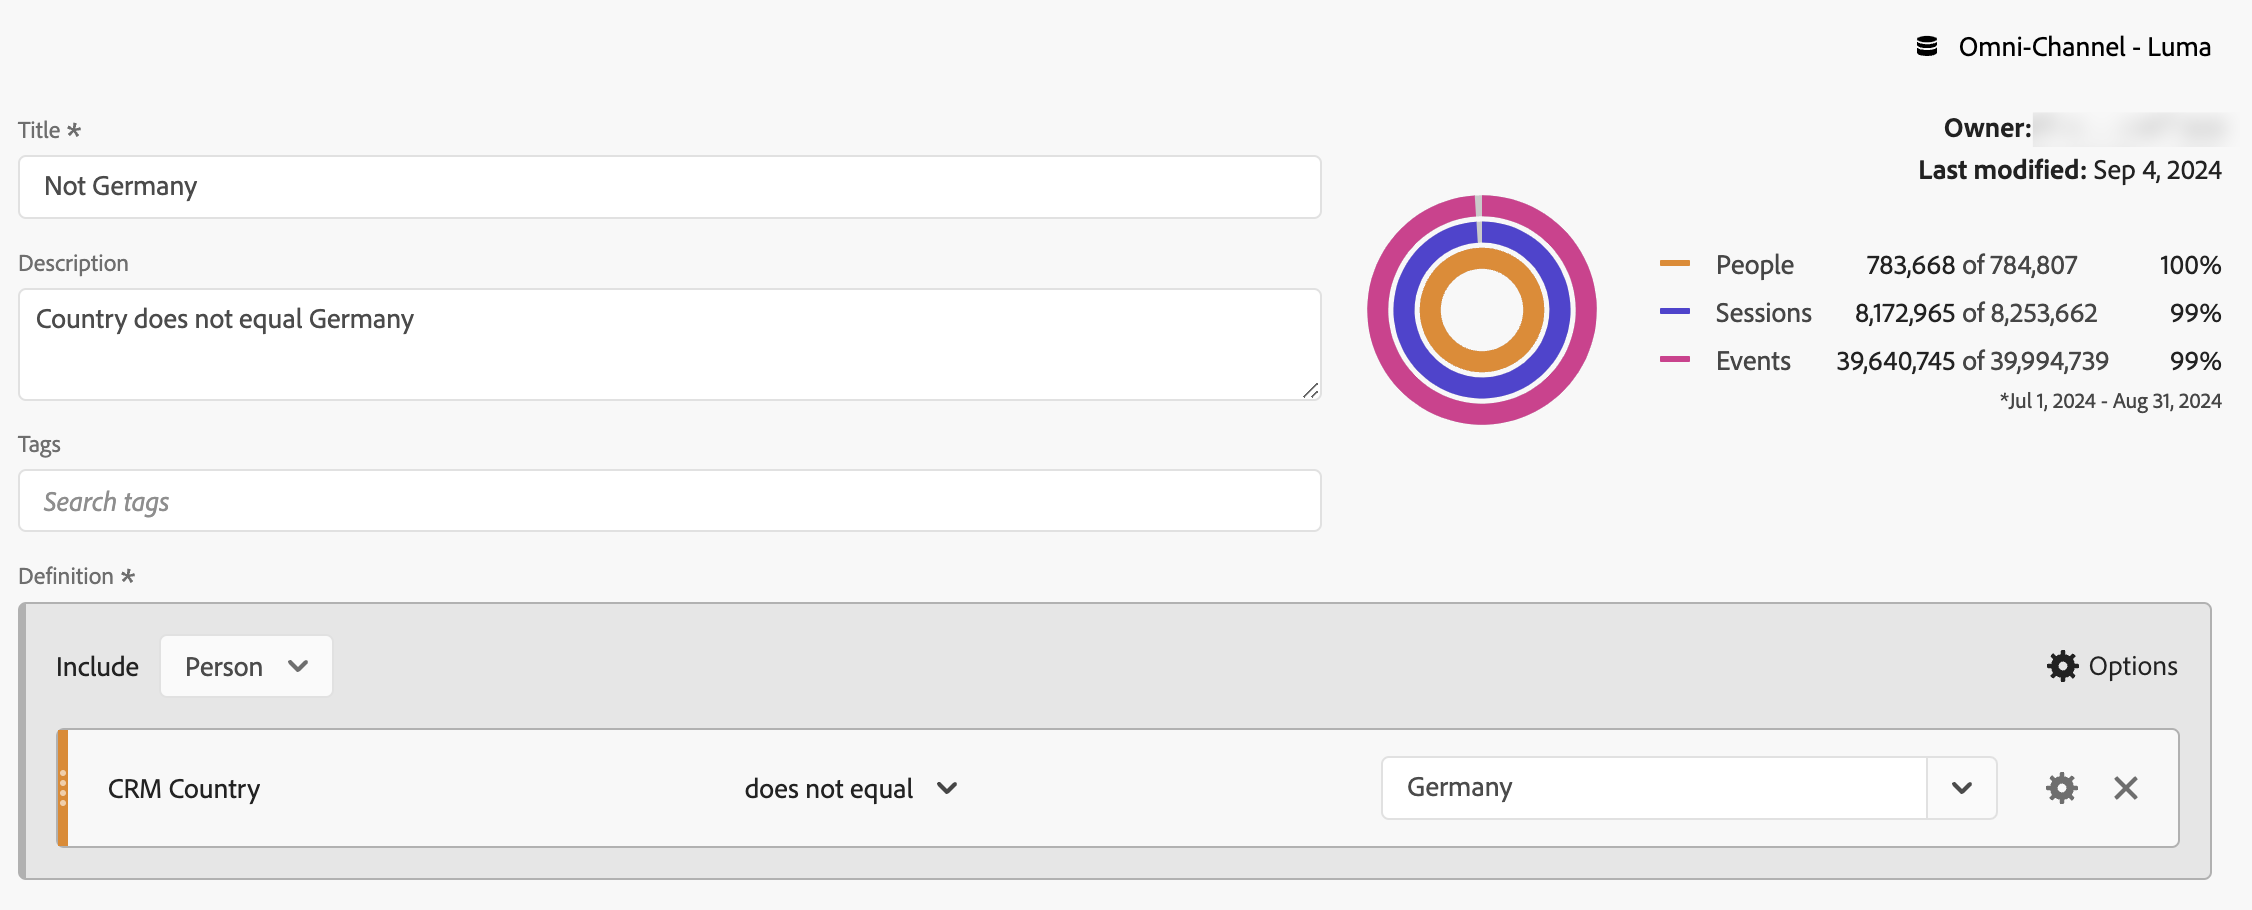 Omni-Channel - Luma
Title *
Not Germany
Owner:
Last modified: Sep 4, 2024
Description
Country does not equal Germany
People 783,668 of 784,807 100%
Sessions 8,172,965 of 8,253,662 99%
Events 39,640,745 of 39,994,739 99%
*Jul 1, 2024 - Aug 31, 2024
Tags
Search tags
Definition *
Include Person Options
CRM Country does not equal Germany